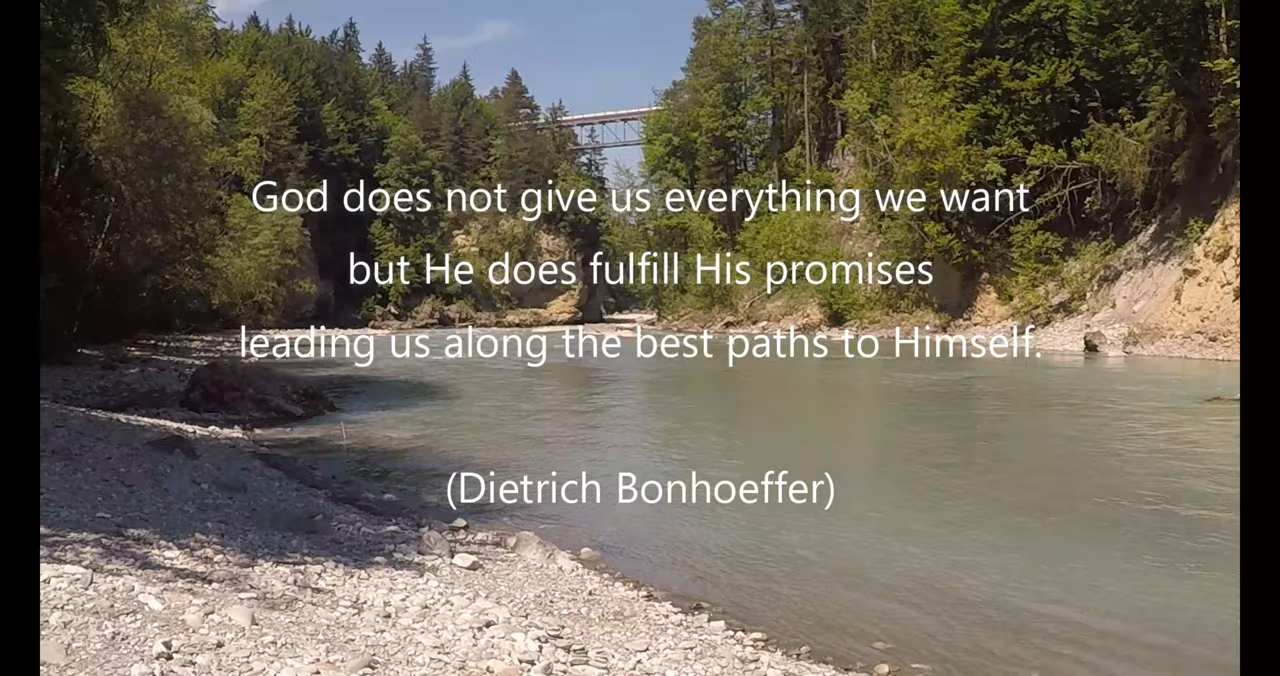 God does not give us everything we want
but He does fulfill His promises
leading us along the best paths to Himself.
(Dietrich Bonhoeffer)